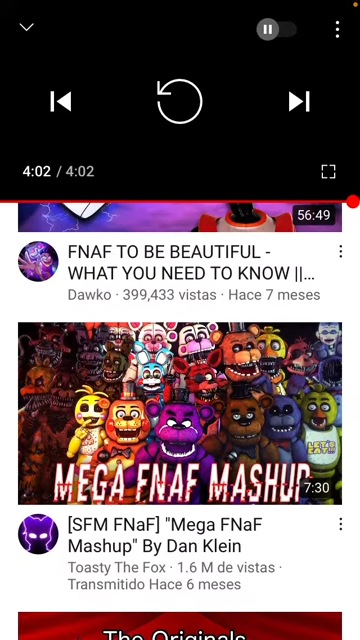 4:02 / 4:02
56:49
FNAF TO BE BEAUTIFUL -
WHAT YOU NEED TO KNOW ||...
Dawko · 399,433 vistas · Hace 7 meses
LET'S EAT!!!
MEGA FNAF MASHUP
7:30
[SFM FNaF] "Mega FNaF
Mashup" By Dan Klein
Toasty The Fox · 1.6 M de vistas ·
Transmitido Hace 6 meses
The Originals